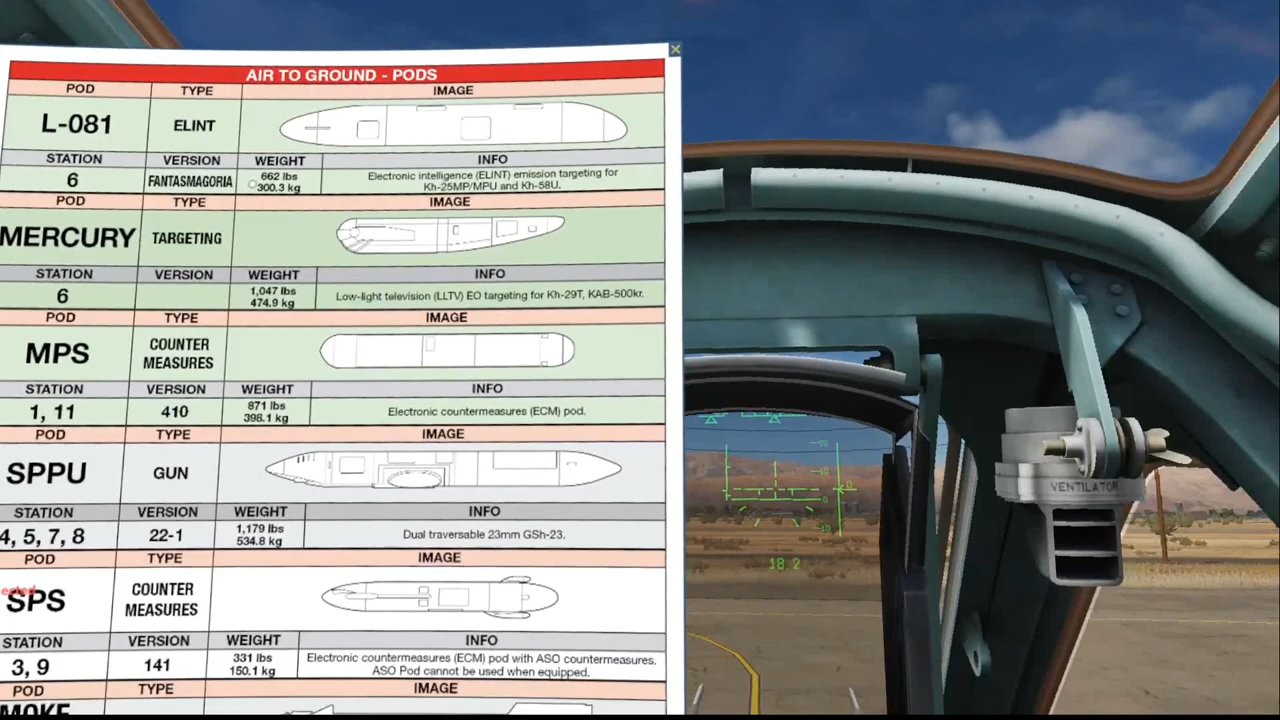 AIR TO GROUND - PODS
POD TYPE IMAGE
L-081 ELINT
STATION VERSION WEIGHT INFO
6 FANTASMAGORIA 662 lbs 300.3 kg Electronic intelligence (ELINT) emission targeting for
Kh-25MP/MPU and Kh-58U.
POD TYPE IMAGE
MERCURY TARGETING
STATION VERSION WEIGHT INFO
6 1,047 lbs 474.9 kg Low-light television (LLTV) EO targeting for Kh-29T, KAB-500kr.
POD TYPE IMAGE
MPS COUNTER MEASURES
STATION VERSION WEIGHT INFO
1, 11 410 871 lbs 398.1 kg Electronic countermeasures (ECM) pod.
POD TYPE IMAGE
SPPU GUN
STATION VERSION WEIGHT INFO
4, 5, 7, 8 22-1 1,179 lbs 534.8 kg Dual traversable 23mm GSh-23.
POD TYPE IMAGE
SPS COUNTER MEASURES
STATION VERSION WEIGHT INFO
3, 9 141 331 lbs 150.1 kg Electronic countermeasures (ECM) pod with ASO countermeasures.
ASO Pod cannot be used when equipped.
POD TYPE IMAGE
VENTILATOR
18.2